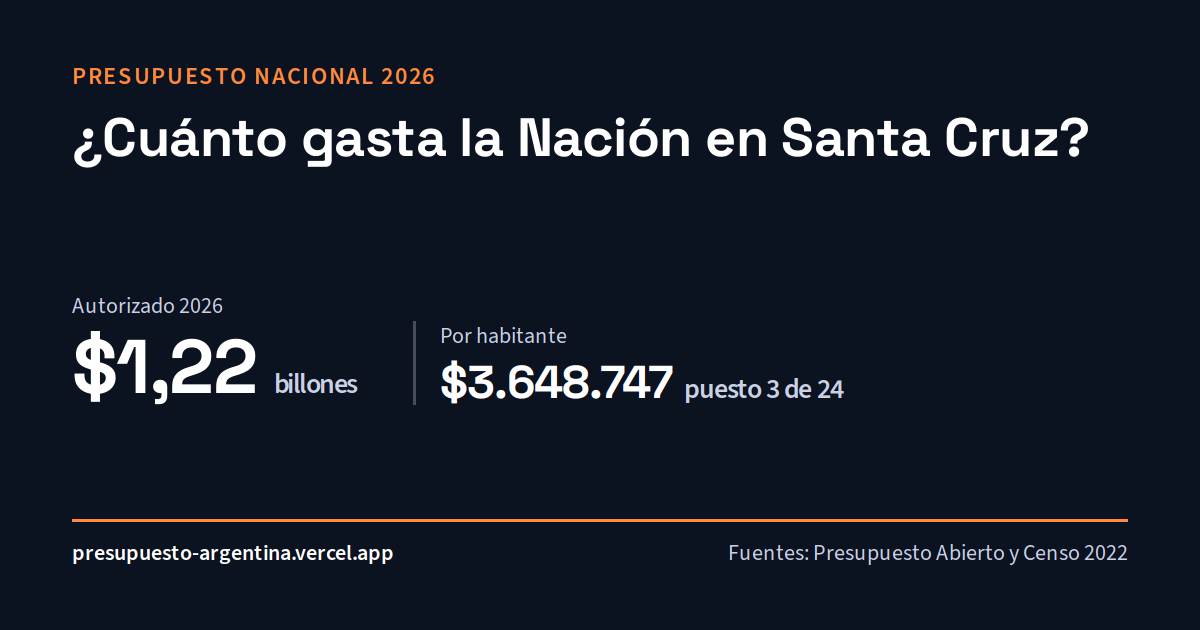 PRESUPUESTO NACIONAL 2026
¿Cuánto gasta la Nación en Santa Cruz?
Autorizado 2026
$1,22 billones
Por habitante
$3.648.747 puesto 3 de 24
presupuesto-argentina.vercel.app
Fuentes: Presupuesto Abierto y Censo 2022